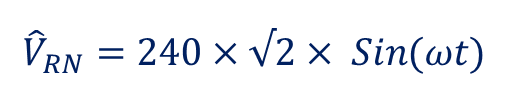 V̂_RN = 240 × √2 × Sin(ωt)